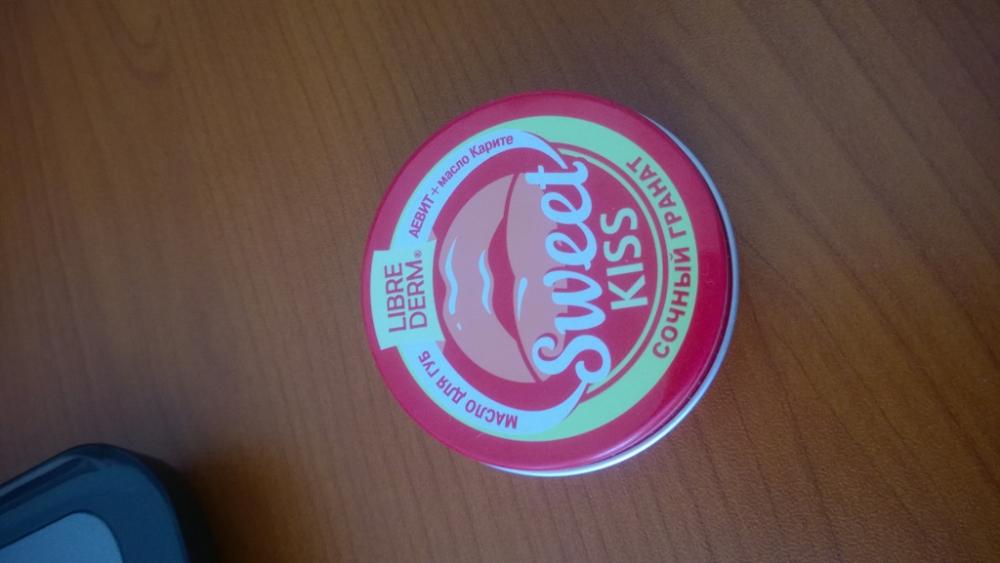 LIBRE
DERM®
МАСЛО ДЛЯ ГУБ
АЕВИТ + масло Карите
Sweet
KISS
СОЧНЫЙ ГРАНАТ